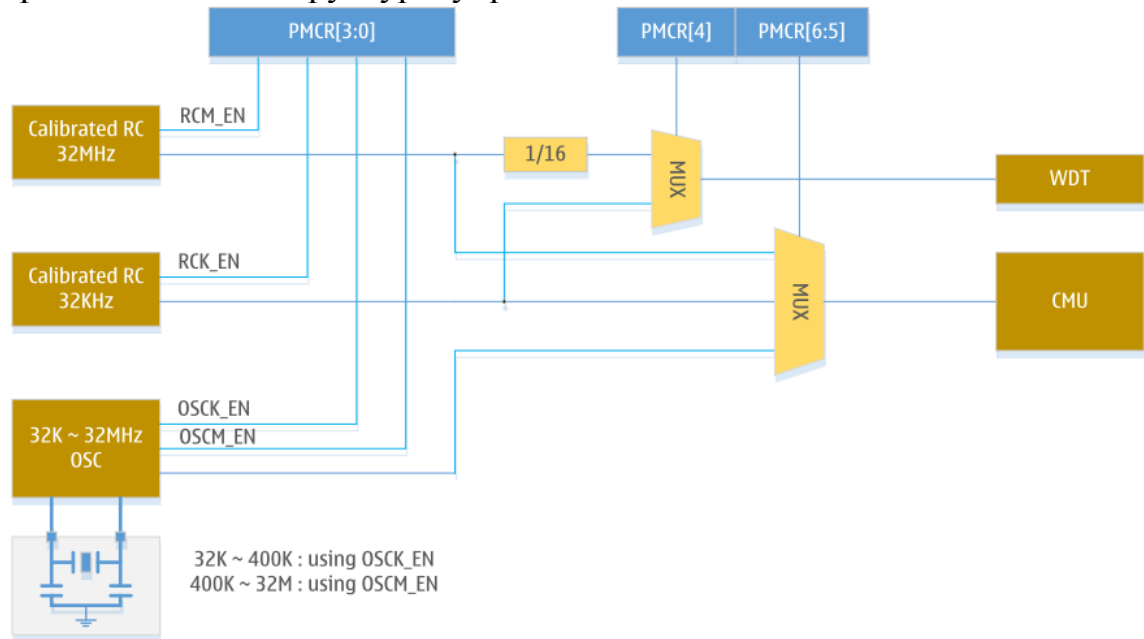 PMCR[3:0]
PMCR[4]
PMCR[6:5]
RCM_EN
Calibrated RC
32MHz
1/16
MUX
WDT
RCK_EN
Calibrated RC
32KHz
MUX
CMU
OSCK_EN
32K ~ 32MHz
OSC
OSCM_EN
32K ~ 400K : using OSCK_EN
400K ~ 32M : using OSCM_EN